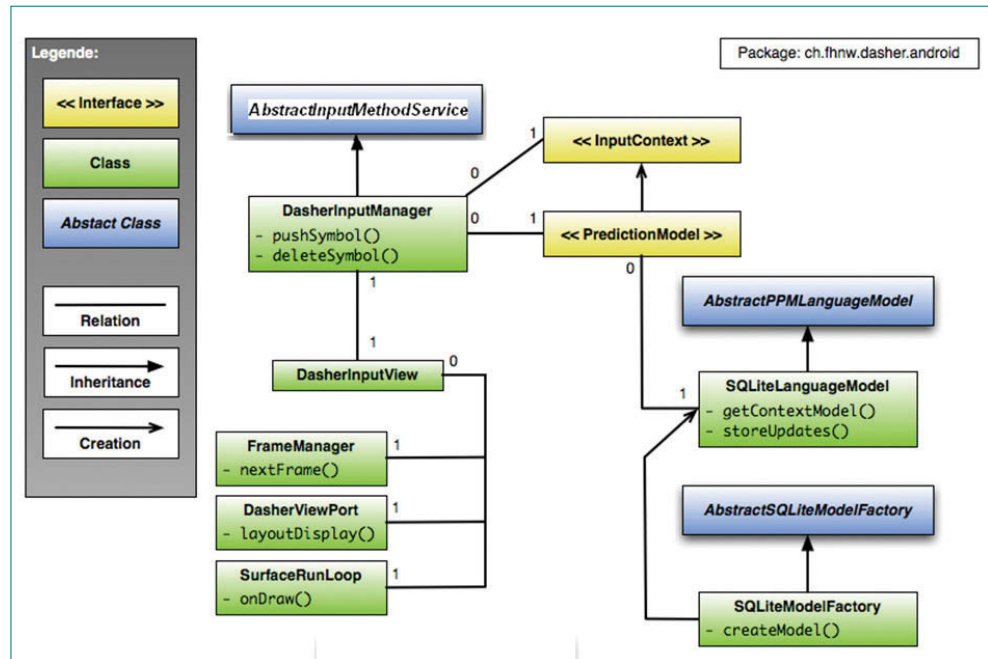 Legende:
<< Interface >>
Class
Abstact Class
Relation
Inheritance
Creation
Package: ch.fhnw.dasher.android
AbstractInputMethodService
1
<< InputContext >>
0
DasherInputManager
- pushSymbol()
- deleteSymbol()
0
1
<< PredictionModel >>
0
1
1
DasherInputView
0
AbstractPPMLanguageModel
1
SQLiteLanguageModel
- getContextModel()
- storeUpdates()
FrameManager
- nextFrame()
1
DasherViewPort
- layoutDisplay()
1
SurfaceRunLoop
- onDraw()
1
AbstractSQLiteModelFactory
SQLiteModelFactory
- createModel()